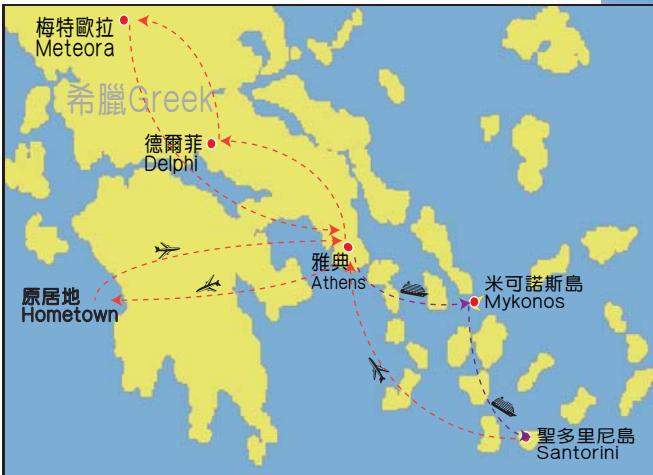 梅特歐拉
Meteora
希臘Greek
德爾菲
Delphi
雅典
Athens
原居地
Hometown
米可諾斯島
Mykonos
聖多里尼島
Santorini